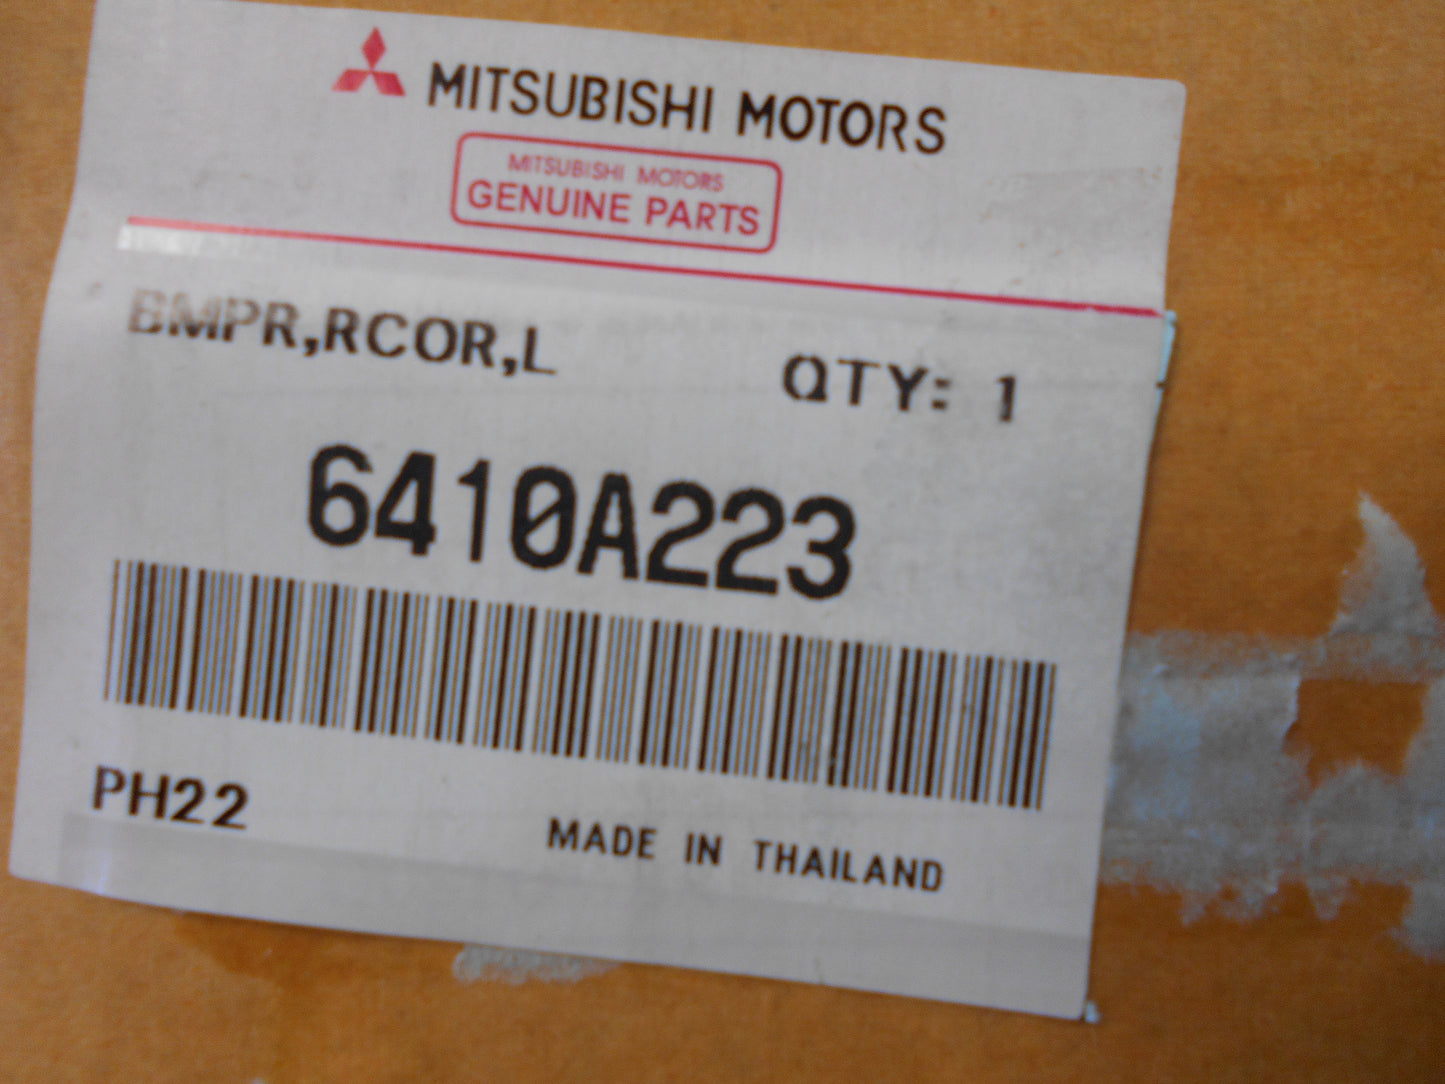 MITSUBISHI MOTORS
MITSUBISHI MOTORS
GENUINE PARTS
BMPR,RCOR,L QTY: 1
6410A223
PH22 MADE IN THAILAND